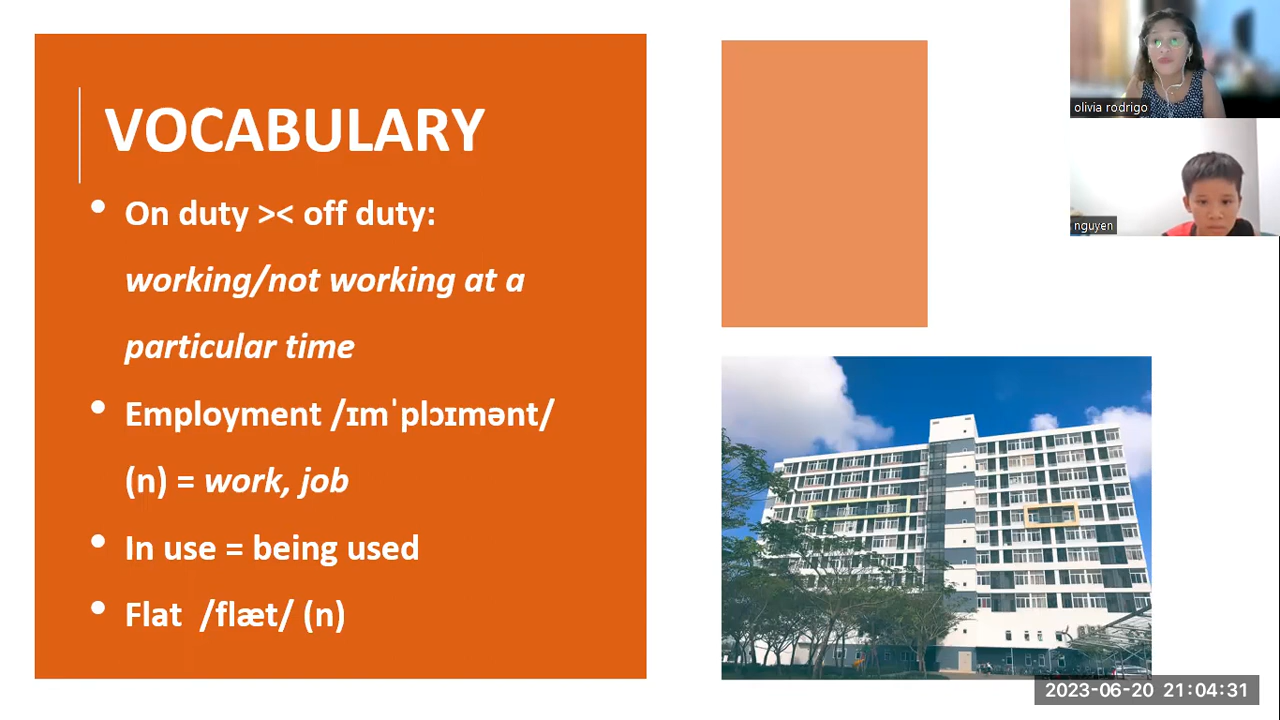 VOCABULARY
On duty >< off duty:
working/not working at a
particular time
Employment /ɪmˈplɔɪmənt/
(n) = work, job
In use = being used
Flat /flæt/ (n)
olivia rodrigo
nguyen
2023-06-20 21:04:31